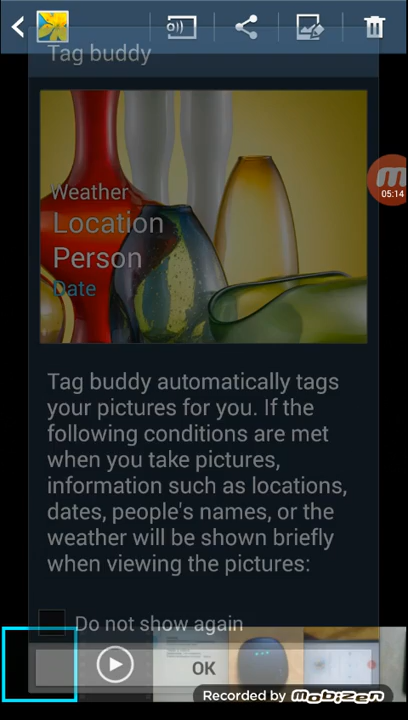 Tag buddy
Weather
Location
Person
Date
05:14
Tag buddy automatically tags
your pictures for you. If the
following conditions are met
when you take pictures,
information such as locations,
dates, people's names, or the
weather will be shown briefly
when viewing the pictures:
Do not show again
OK
Recorded by mobizen